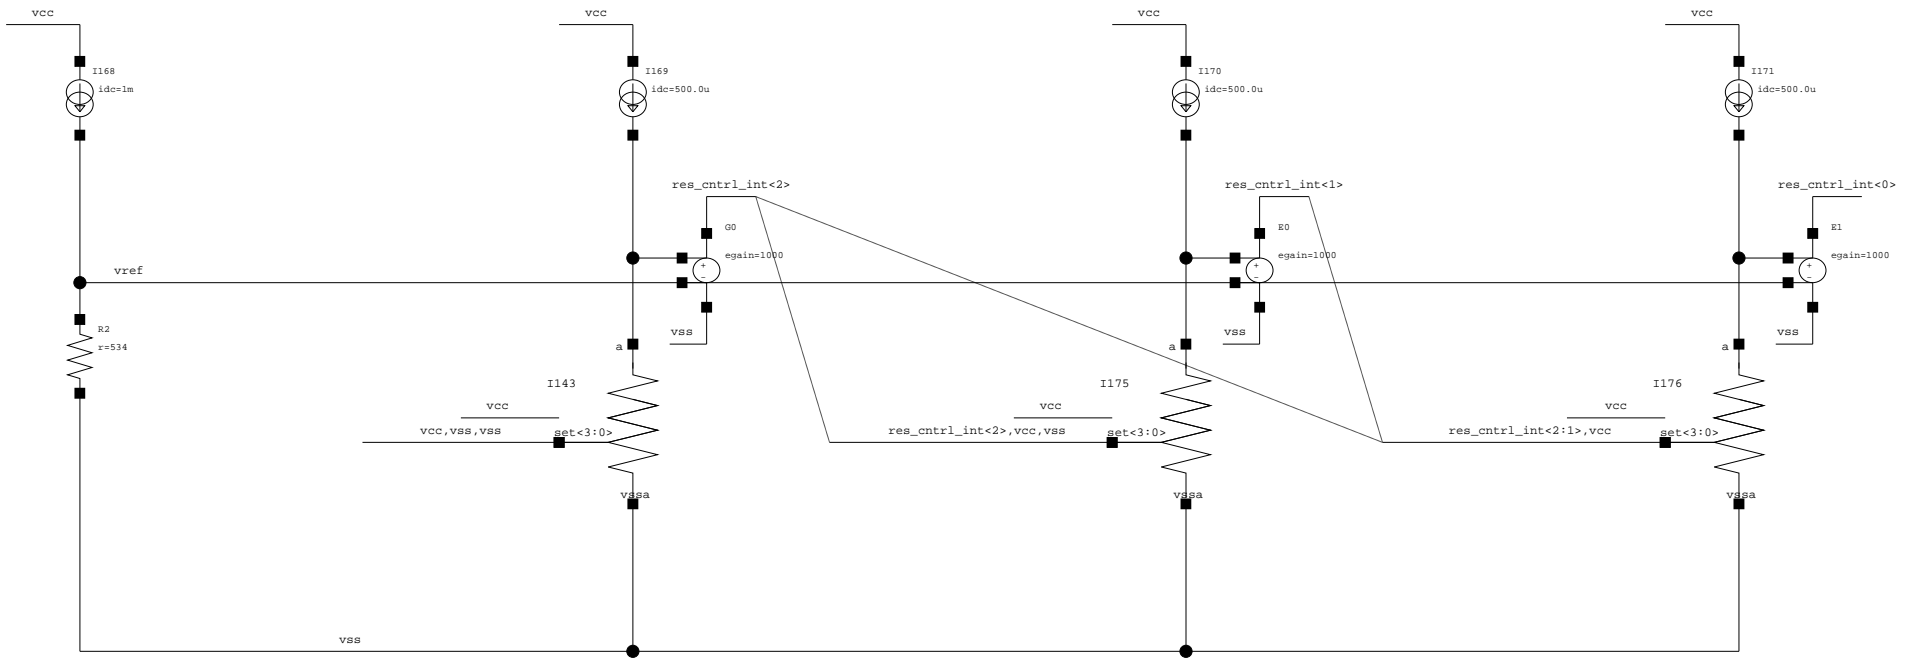 vcc vcc vcc vcc
I168 I169 I170 I171
idc=1m idc=500.0u idc=500.0u idc=500.0u
res_cntrl_int<2> res_cntrl_int<1> res_cntrl_int<0>
G0 E0 E1
egain=1000 egain=1000 egain=1000
+ + +
vref
- - -
R2 vss vss vss
r=534 a a a
I143 I175 I176
vcc vcc vcc
vcc,vss,vss set<3:0> res_cntrl_int<2>,vcc,vss set<3:0> res_cntrl_int<2:1>,vcc set<3:0>
vssa vssa vssa
vss